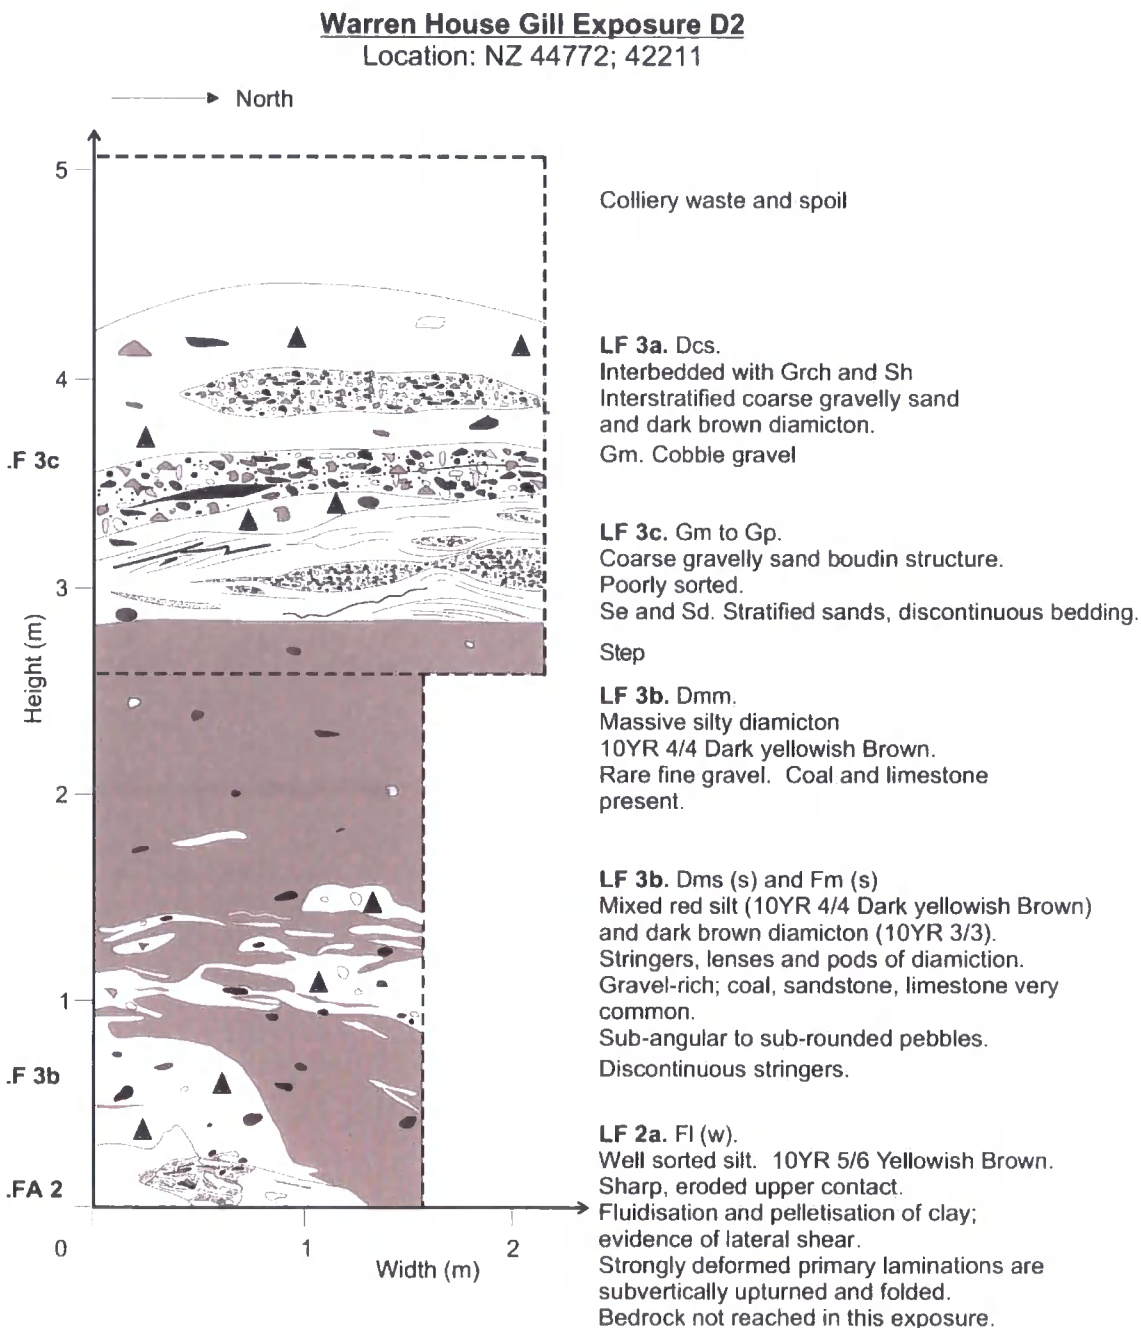 Warren House Gill Exposure D2
Location: NZ 44772; 42211
North
5
4
3
2
1
0
1
2
Height (m)
Width (m)
.F 3c
.F 3b
.FA 2
Colliery waste and spoil
LF 3a. Dcs.
Interbedded with Grch and Sh
Interstratified coarse gravelly sand
and dark brown diamicton.
Gm. Cobble gravel
LF 3c. Gm to Gp.
Coarse gravelly sand boudin structure.
Poorly sorted.
Se and Sd. Stratified sands, discontinuous bedding.
Step
LF 3b. Dmm.
Massive silty diamicton
10YR 4/4 Dark yellowish Brown.
Rare fine gravel. Coal and limestone
present.
LF 3b. Dms (s) and Fm (s)
Mixed red silt (10YR 4/4 Dark yellowish Brown)
and dark brown diamicton (10YR 3/3).
Stringers, lenses and pods of diamiction.
Gravel-rich; coal, sandstone, limestone very
common.
Sub-angular to sub-rounded pebbles.
Discontinuous stringers.
LF 2a. Fl (w).
Well sorted silt. 10YR 5/6 Yellowish Brown.
Sharp, eroded upper contact.
Fluidisation and pelletisation of clay;
evidence of lateral shear.
Strongly deformed primary laminations are
subvertically upturned and folded.
Bedrock not reached in this exposure.